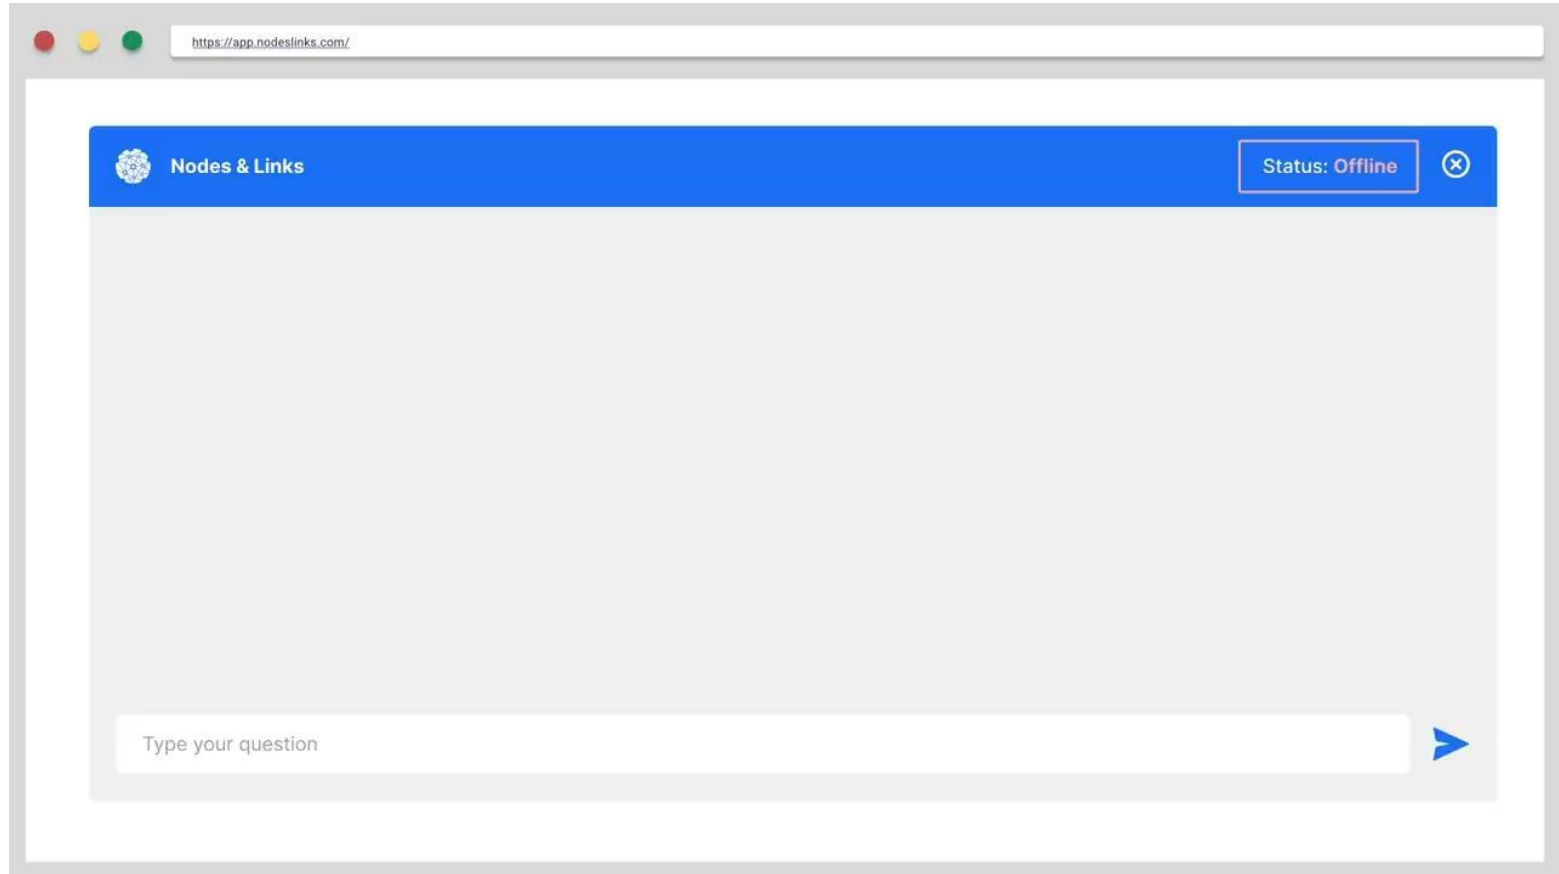 https://app.nodeslinks.com/
Nodes & Links
Status: Offline
Type your question